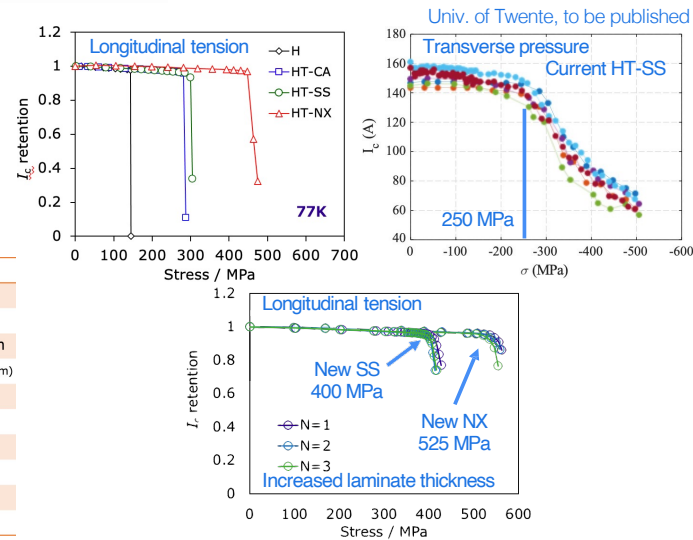 Univ. of Twente, to be published
Longitudinal tension
H
HT-CA
HT-SS
HT-NX
77K
1.2
1
0.8
0.6
0.4
0.2
0
Ic retention
0 100 200 300 400 500 600 700
Stress / MPa
Transverse pressure
Current HT-SS
250 MPa
180
160
140
120
100
80
60
40
Ic (A)
0 -100 -200 -300 -400 -500 -600
σ (MPa)
n
m)
Longitudinal tension
New SS
400 MPa
New NX
525 MPa
N=1
N=2
N=3
Increased laminate thickness
1.2
1
0.8
0.6
0.4
0.2
0
Ic retention
0 100 200 300 400 500 600
Stress / MPa